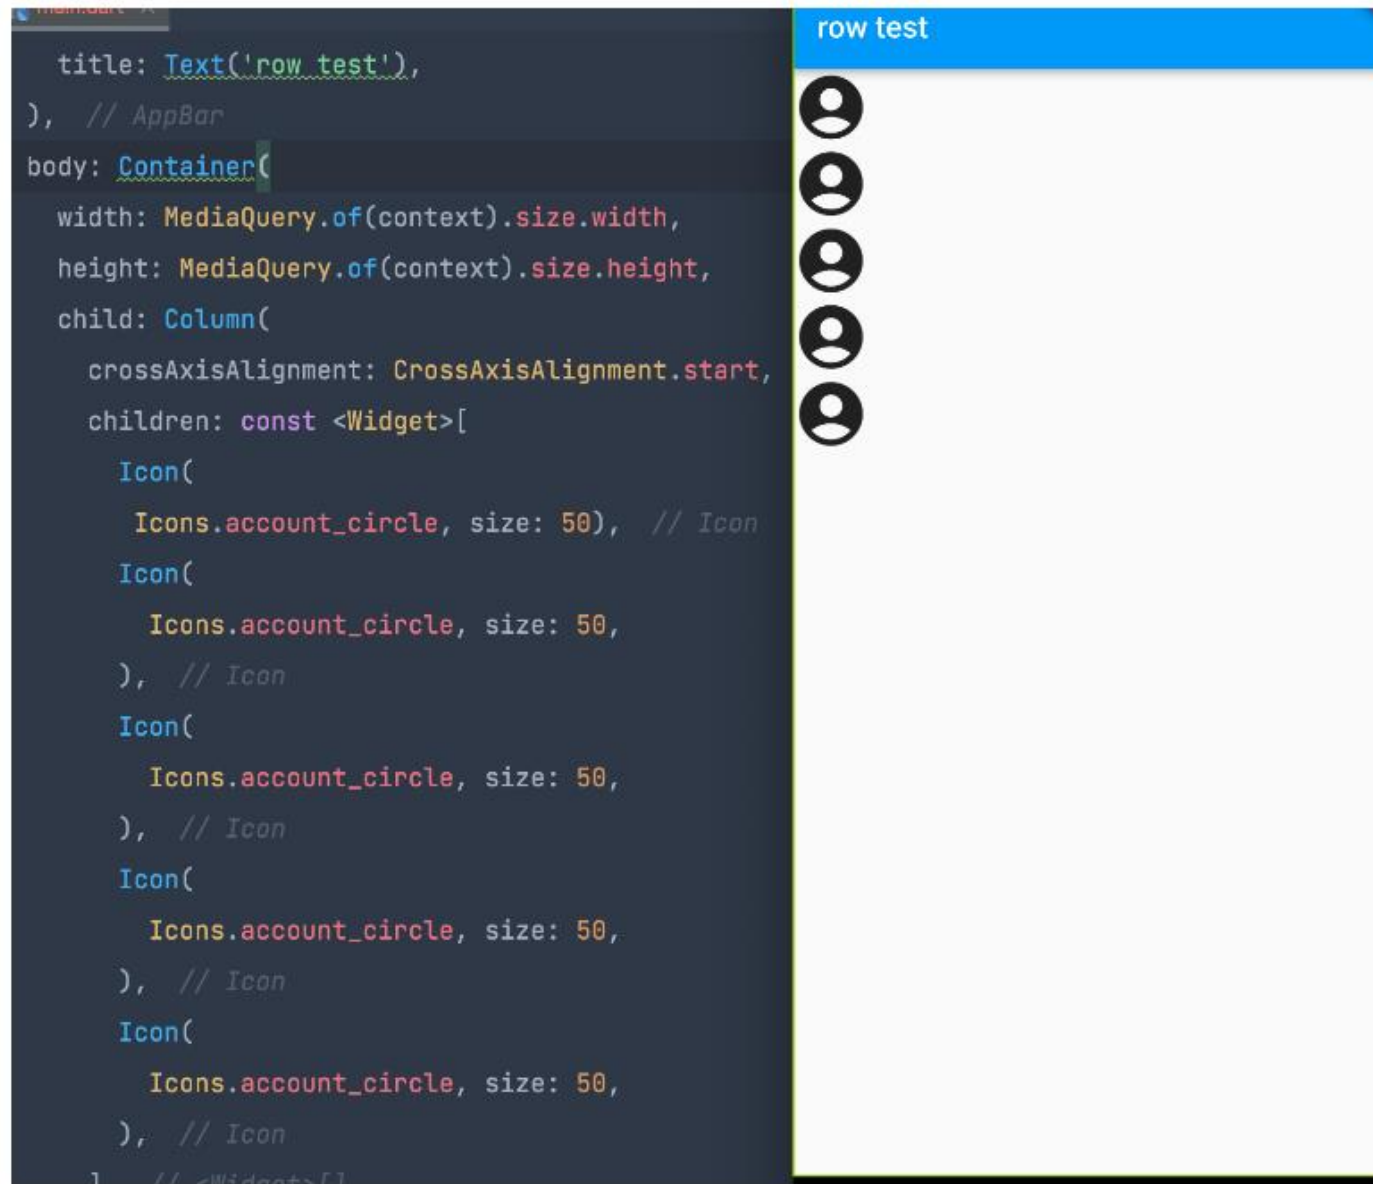 main.dart ×
title: Text('row test'),
), // AppBar
body: Container(
width: MediaQuery.of(context).size.width,
height: MediaQuery.of(context).size.height,
child: Column(
crossAxisAlignment: CrossAxisAlignment.start,
children: const <Widget>[
Icon(
Icons.account_circle, size: 50), // Icon
Icon(
Icons.account_circle, size: 50,
), // Icon
Icon(
Icons.account_circle, size: 50,
), // Icon
Icon(
Icons.account_circle, size: 50,
), // Icon
Icon(
Icons.account_circle, size: 50,
), // Icon
] // <Widget>[]
row test